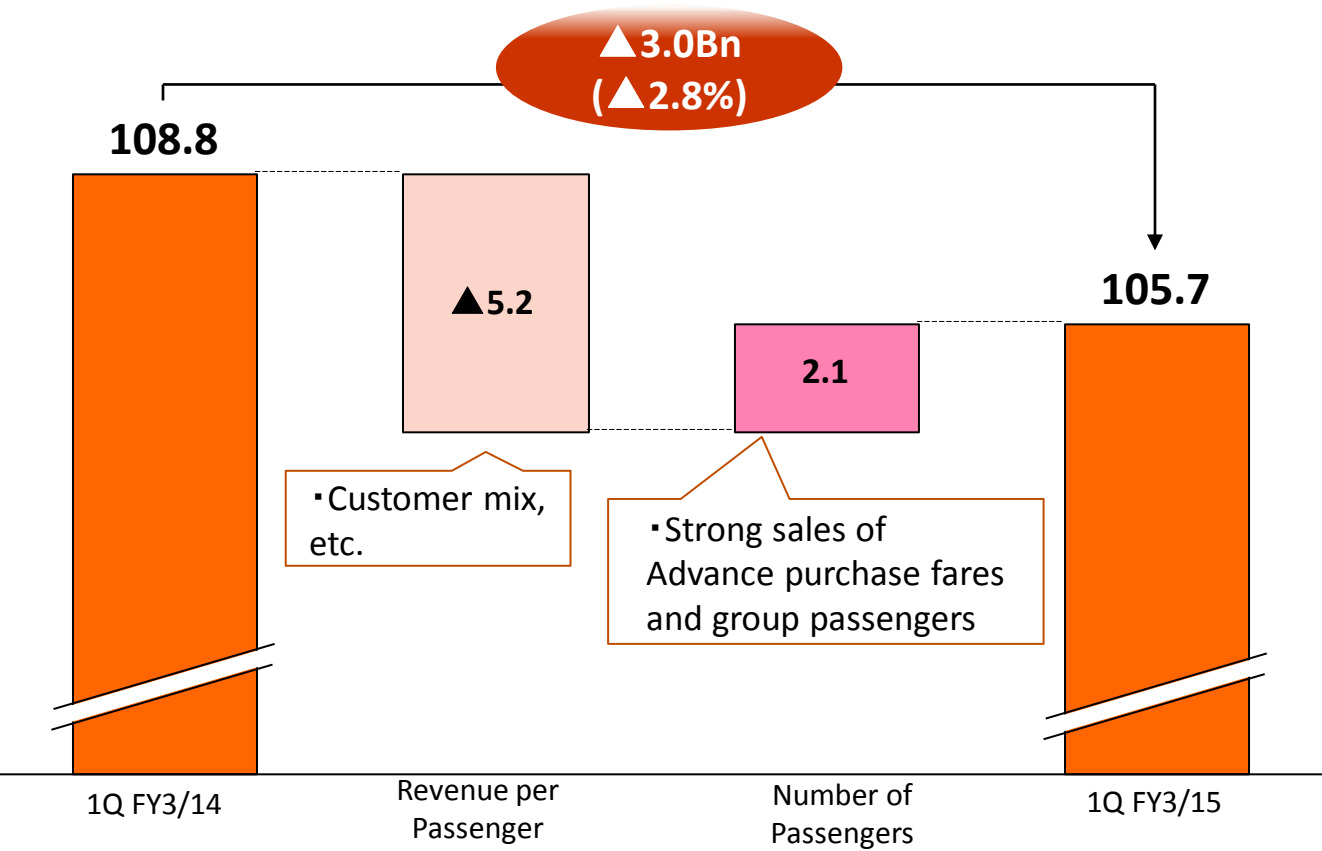 ▲3.0Bn
(▲2.8%)
108.8
▲5.2
105.7
2.1
▪Customer mix,
etc.
▪Strong sales of
Advance purchase fares
and group passengers
1Q FY3/14
Revenue per
Passenger
Number of
Passengers
1Q FY3/15